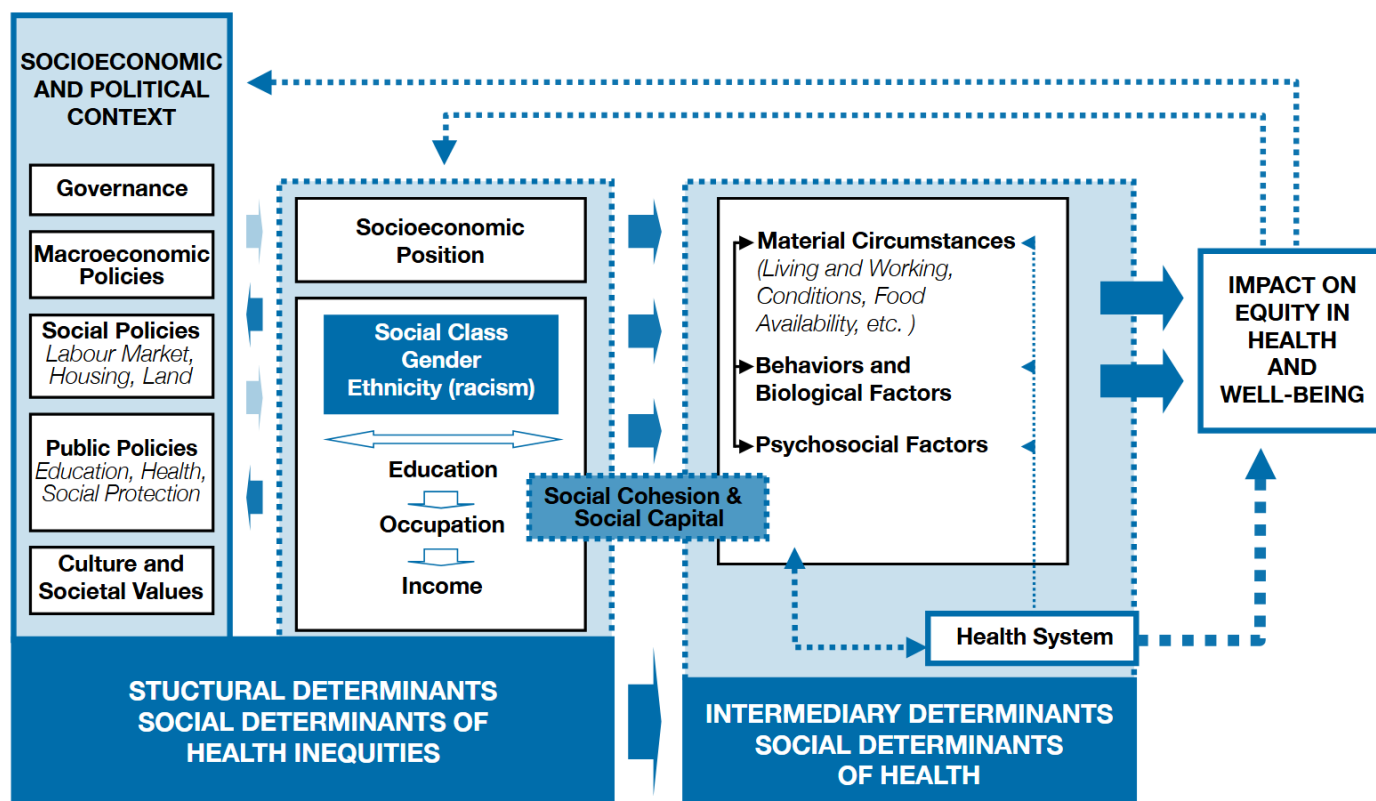 SOCIOECONOMIC
AND POLITICAL
CONTEXT
Governance
Macroeconomic
Policies
Social Policies
Labour Market,
Housing, Land
Public Policies
Education, Health,
Social Protection
Culture and
Societal Values
Socioeconomic
Position
Social Class
Gender
Ethnicity (racism)
Education
Occupation
Income
Social Cohesion &
Social Capital
Material Circumstances
(Living and Working,
Conditions, Food
Availability, etc. )
Behaviors and
Biological Factors
Psychosocial Factors
Health System
IMPACT ON
EQUITY IN
HEALTH
AND
WELL-BEING
STUCTURAL DETERMINANTS
SOCIAL DETERMINANTS OF
HEALTH INEQUITIES
INTERMEDIARY DETERMINANTS
SOCIAL DETERMINANTS
OF HEALTH